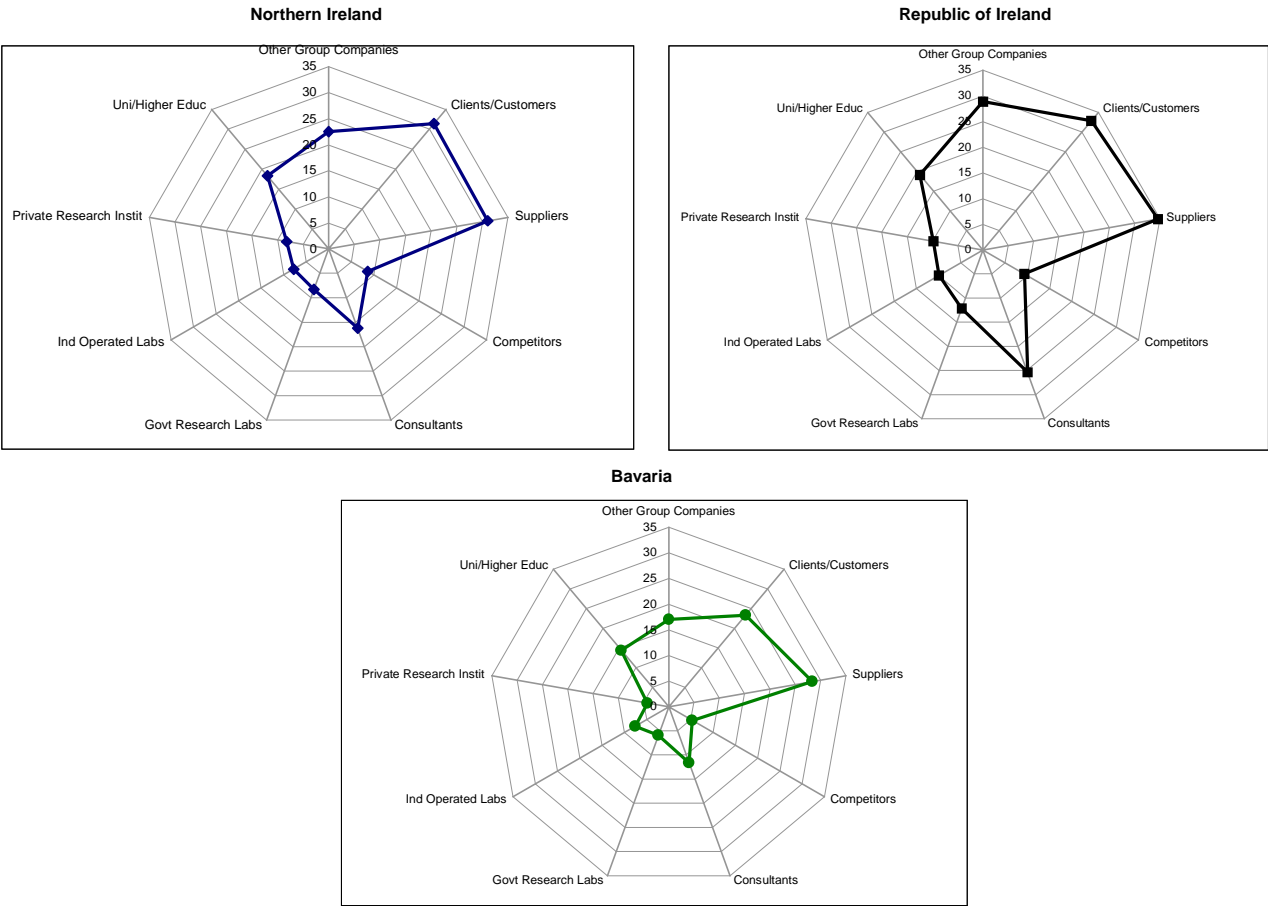 Northern Ireland
Other Group Companies
35
30
25
20
15
10
5
0
Clients/Customers
Suppliers
Competitors
Consultants
Govt Research Labs
Ind Operated Labs
Private Research Instit
Uni/Higher Educ
Republic of Ireland
Other Group Companies
35
30
25
20
15
10
5
0
Clients/Customers
Suppliers
Competitors
Consultants
Govt Research Labs
Ind Operated Labs
Private Research Instit
Uni/Higher Educ
Bavaria
Other Group Companies
35
30
25
20
15
10
5
0
Clients/Customers
Suppliers
Competitors
Consultants
Govt Research Labs
Ind Operated Labs
Private Research Instit
Uni/Higher Educ